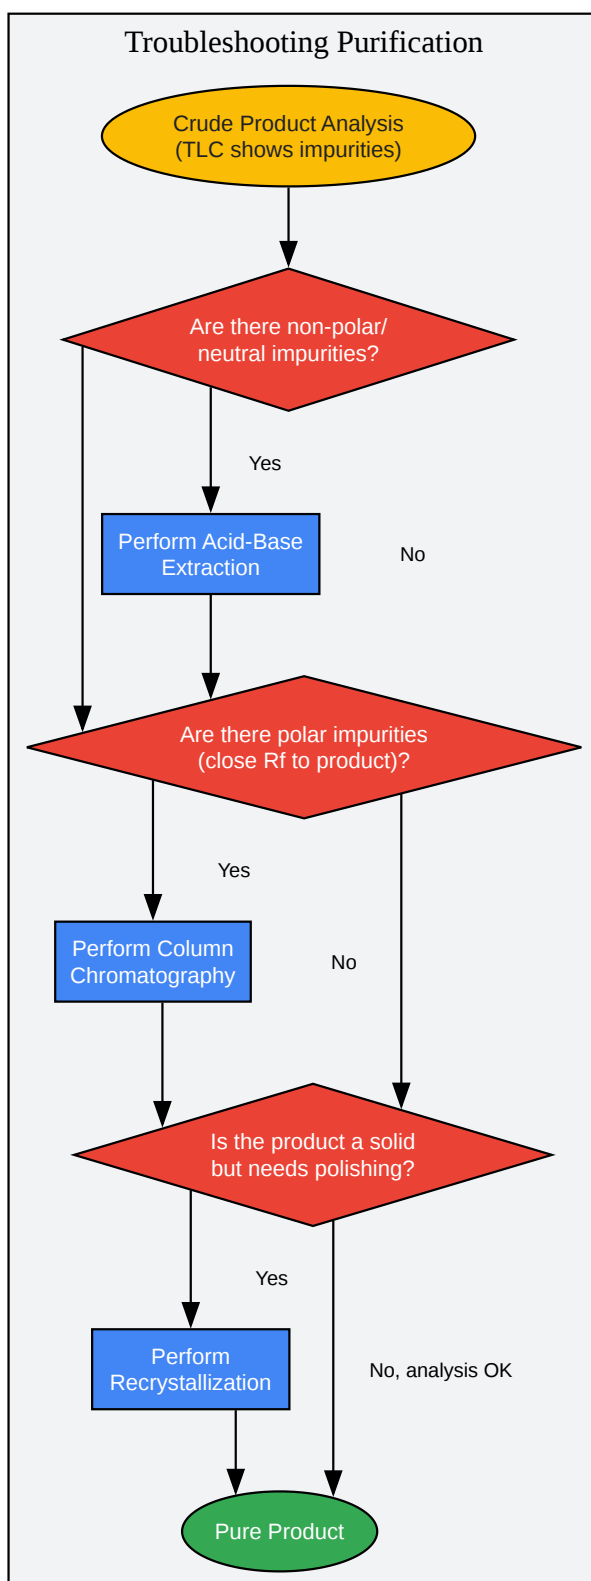 Troubleshooting Purification
Crude Product Analysis
(TLC shows impurities)
Are there non-polar/
neutral impurities?
Yes
Perform Acid-Base
Extraction
No
Are there polar impurities
(close Rf to product)?
Yes
Perform Column
Chromatography
No
Is the product a solid
but needs polishing?
Yes
Perform
Recrystallization
No, analysis OK
Pure Product